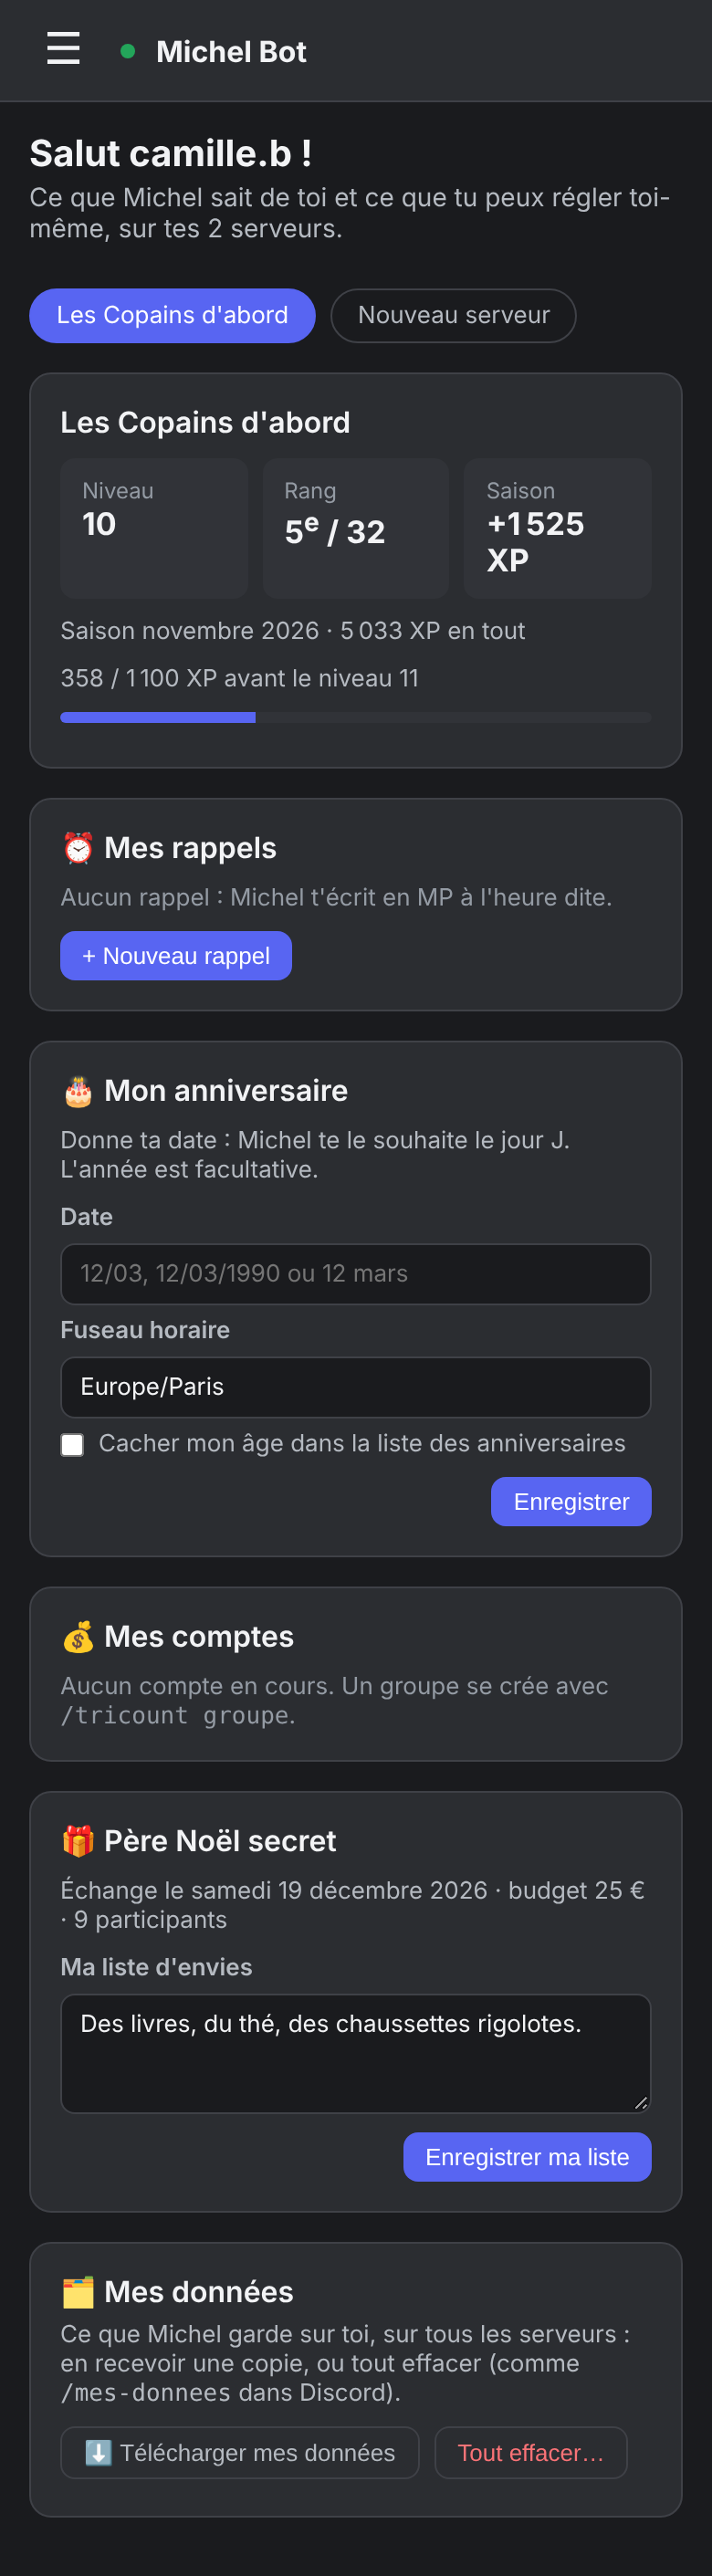 ☰ Michel Bot
Salut camille.b !
Ce que Michel sait de toi et ce que tu peux régler toi-
même, sur tes 2 serveurs.
Les Copains d'abord Nouveau serveur
Les Copains d'abord
Niveau Rang Saison
10 5e / 32 +1 525
XP
Saison novembre 2026 · 5 033 XP en tout
358 / 1 100 XP avant le niveau 11
⏰ Mes rappels
Aucun rappel : Michel t'écrit en MP à l'heure dite.
+ Nouveau rappel
🎂 Mon anniversaire
Donne ta date : Michel te le souhaite le jour J.
L'année est facultative.
Date
12/03, 12/03/1990 ou 12 mars
Fuseau horaire
Europe/Paris
Cacher mon âge dans la liste des anniversaires
Enregistrer
💰 Mes comptes
Aucun compte en cours. Un groupe se crée avec
/tricount groupe.
🎁 Père Noël secret
Échange le samedi 19 décembre 2026 · budget 25 €
· 9 participants
Ma liste d'envies
Des livres, du thé, des chaussettes rigolotes.
Enregistrer ma liste
🗂️ Mes données
Ce que Michel garde sur toi, sur tous les serveurs :
en recevoir une copie, ou tout effacer (comme
/mes-donnees dans Discord).
⬇️ Télécharger mes données Tout effacer…